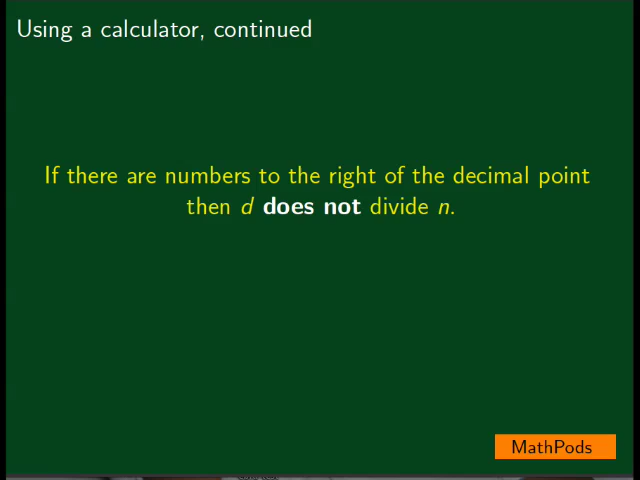 Using a calculator, continued
If there are numbers to the right of the decimal point
then d does not divide n.
MathPods